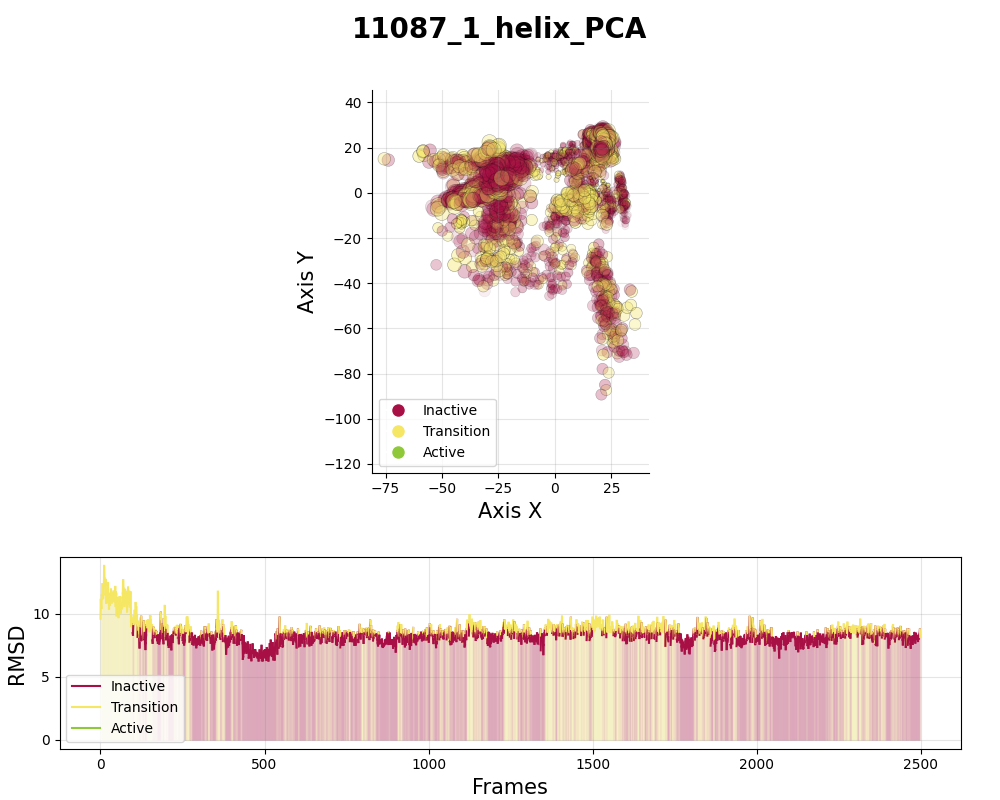 11087_1_helix_PCA
40
20
0
−20
−40
−60
−80
−100
−120
Axis Y
Inactive
Transition
Active
−75 −50 −25 0 25
Axis X
10
5
0
RMSD
Inactive
Transition
Active
0 500 1000 1500 2000 2500
Frames